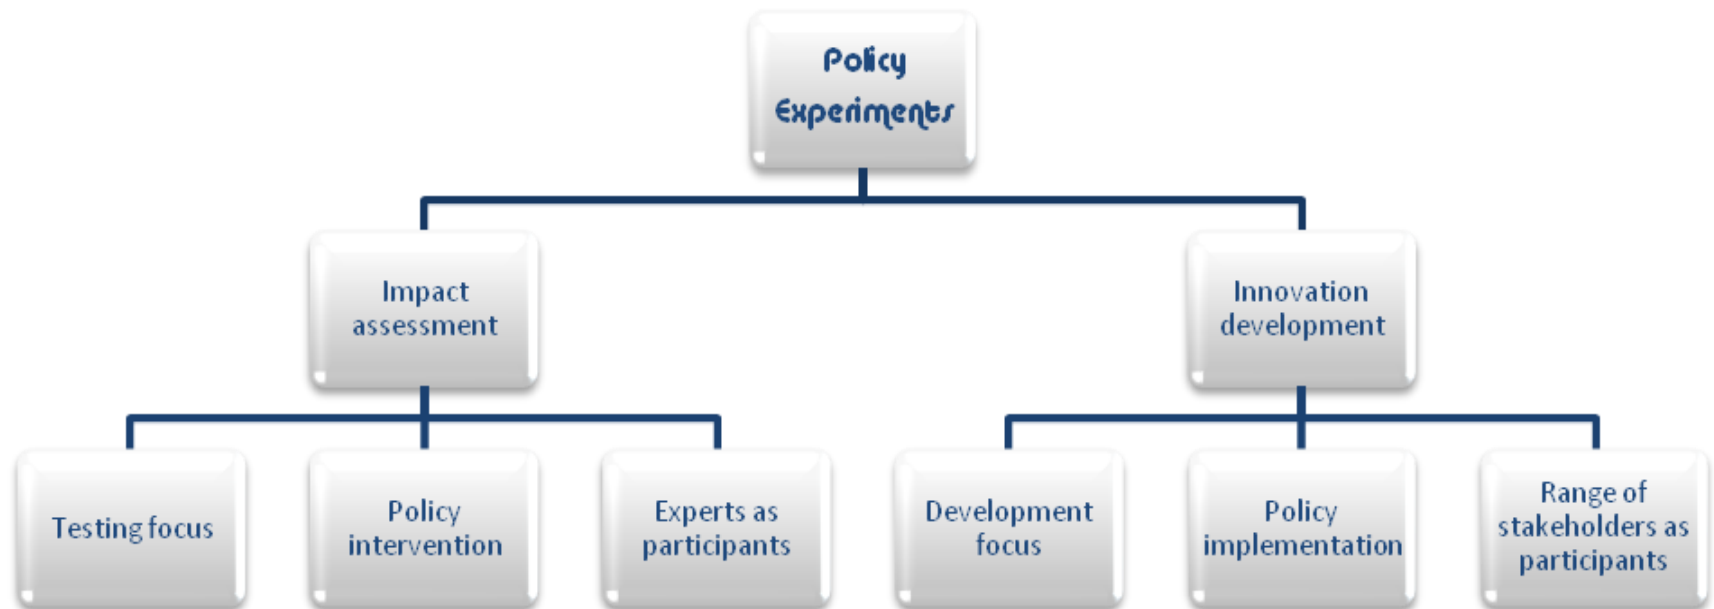 Policy
Experiments
Impact
assessment
Innovation
development
Testing focus
Policy
intervention
Experts as
participants
Development
focus
Policy
implementation
Range of
stakeholders as
participants